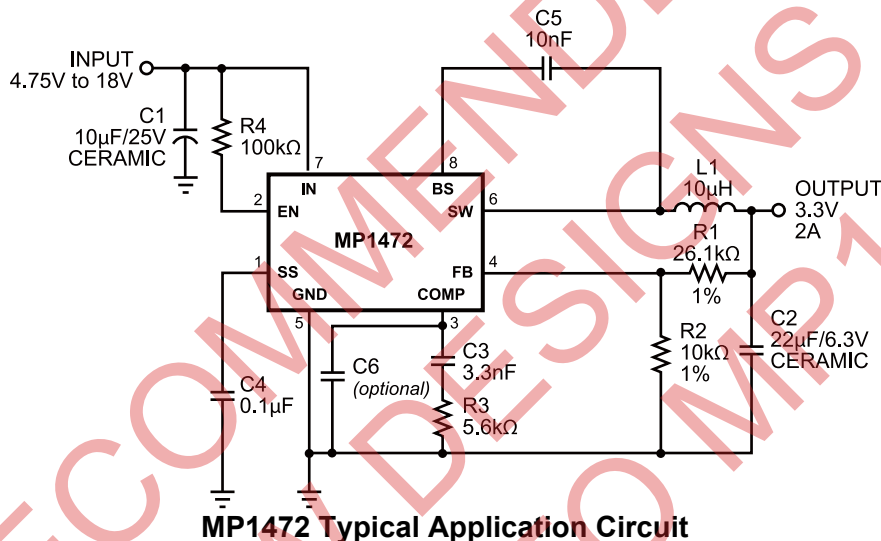 C5
10nF
INPUT
4.75V to 18V
C1
10µF/25V
CERAMIC
R4
100kΩ
7
8
IN
BS
L1
10µH
OUTPUT
3.3V
2A
2
EN
SW
6
MP1472
R1
26.1kΩ
1%
1
SS
FB
4
GND
COMP
5
3
C4
0.1µF
C6
(optional)
C3
3.3nF
R3
5.6kΩ
R2
10kΩ
1%
C2
22µF/6.3V
CERAMIC
MP1472 Typical Application Circuit